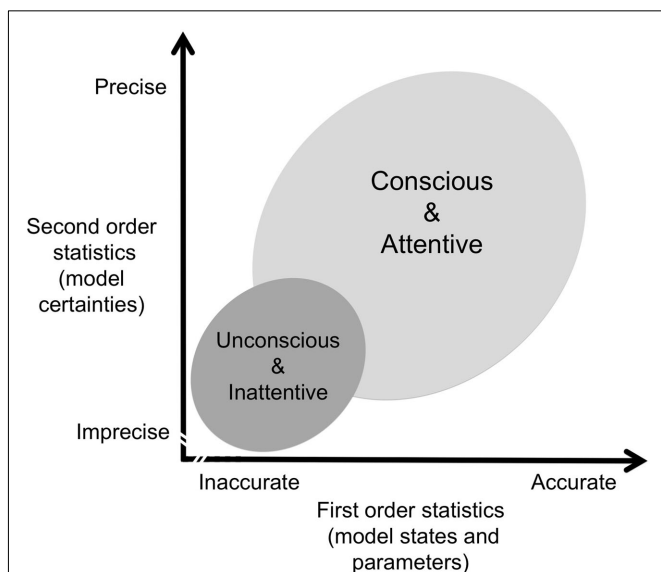 Precise
Conscious
&
Attentive
Second order
statistics
(model
certainties)
Unconscious
&
Inattentive
Imprecise
Inaccurate
Accurate
First order statistics
(model states and
parameters)